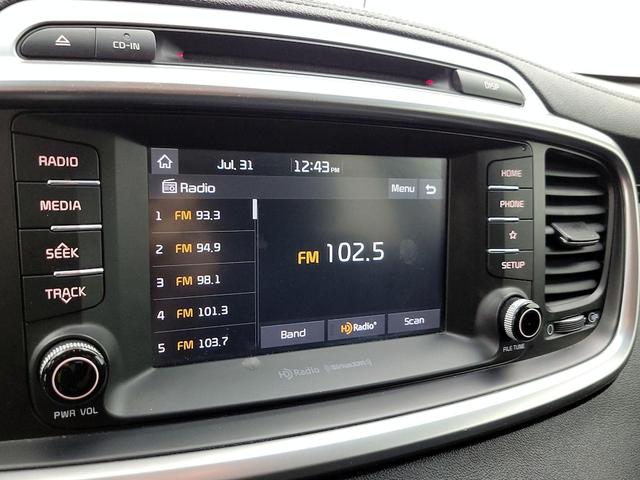 CD-IN
DISP
RADIO
MEDIA
SEEK
TRACK
PWR VOL
Jul. 31 12:43 PM
Radio Menu
1 FM 93.3
2 FM 94.9
3 FM 98.1
4 FM 101.3
5 FM 103.7
FM 102.5
Band HD Radio® Scan
HD Radio SiriusXM
HOME
PHONE
SETUP
FILE TUNE